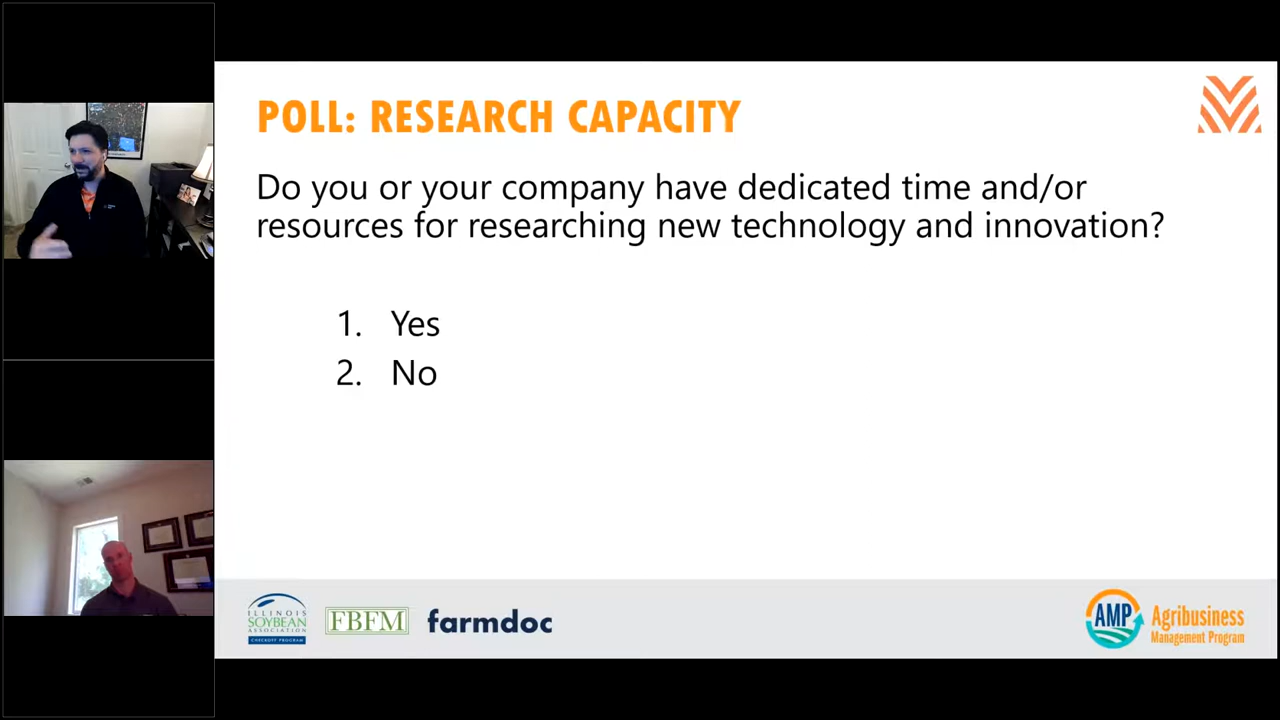 POLL: RESEARCH CAPACITY
Do you or your company have dedicated time and/or
resources for researching new technology and innovation?
1. Yes
2. No
ILLINOIS
SOYBEAN
ASSOCIATION
CHECKOFF PROGRAM
FBFM
farmdoc
AMP
Agribusiness
Management Program